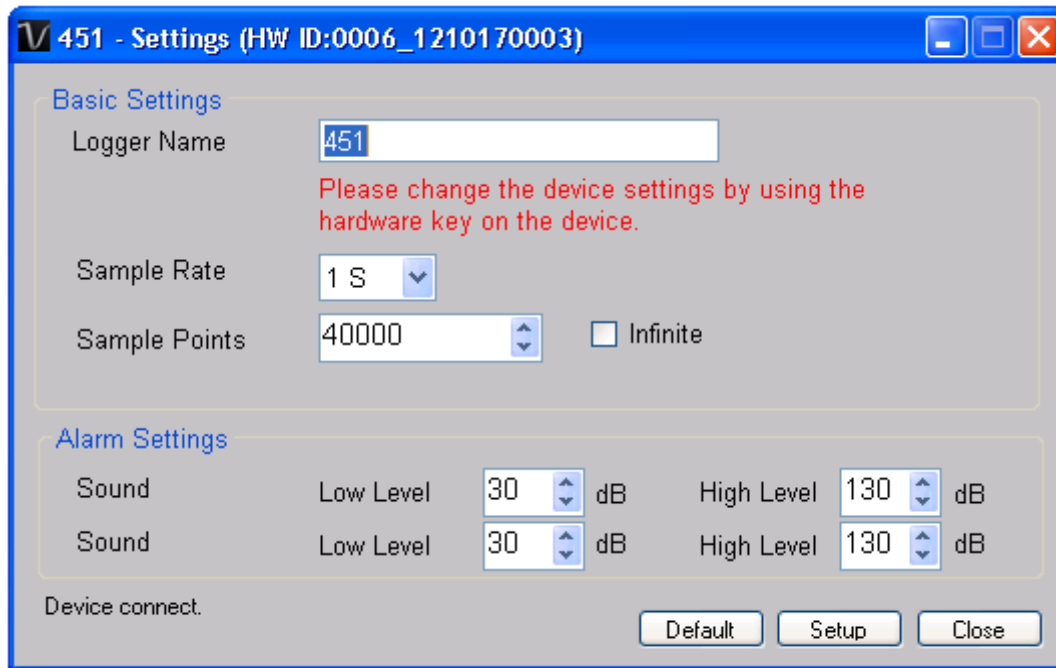 451 - Settings (HW ID:0006_1210170003)
Basic Settings
Logger Name 451
Please change the device settings by using the
hardware key on the device.
Sample Rate 1 S
Sample Points 40000 Infinite
Alarm Settings
Sound Low Level 30 dB High Level 130 dB
Sound Low Level 30 dB High Level 130 dB
Device connect.
Default Setup Close